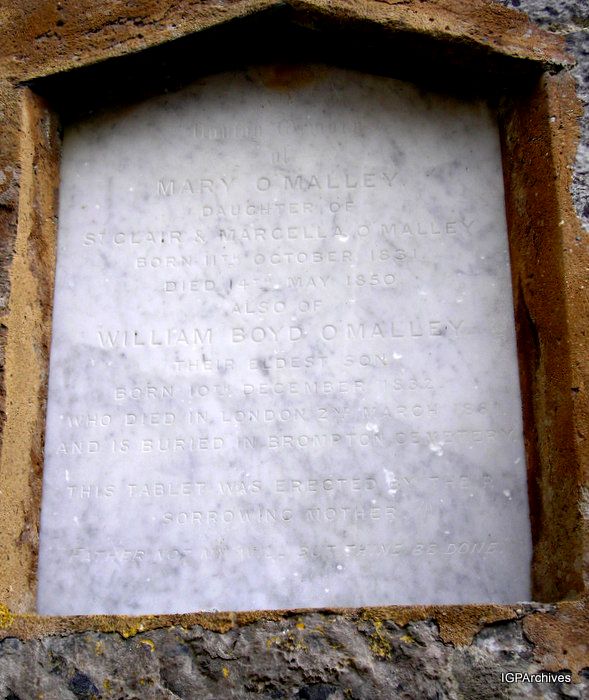 of
MARY O'MALLEY
DAUGHTER OF
ST CLAIR & MARCELLA O'MALLEY
BORN 11TH OCTOBER 1831.
DIED 14TH MAY 1850
ALSO OF
WILLIAM BOYD O'MALLEY
THEIR ELDEST SON
BORN 10TH DECEMBER 1832.
WHO DIED IN LONDON 2ND MARCH
AND IS BURIED IN BROMPTON CEMETERY
THIS TABLET WAS ERECTED BY THEIR
SORROWING MOTHER.
"FATHER NOT MY WILL BUT THINE BE DONE."
IGPArchives